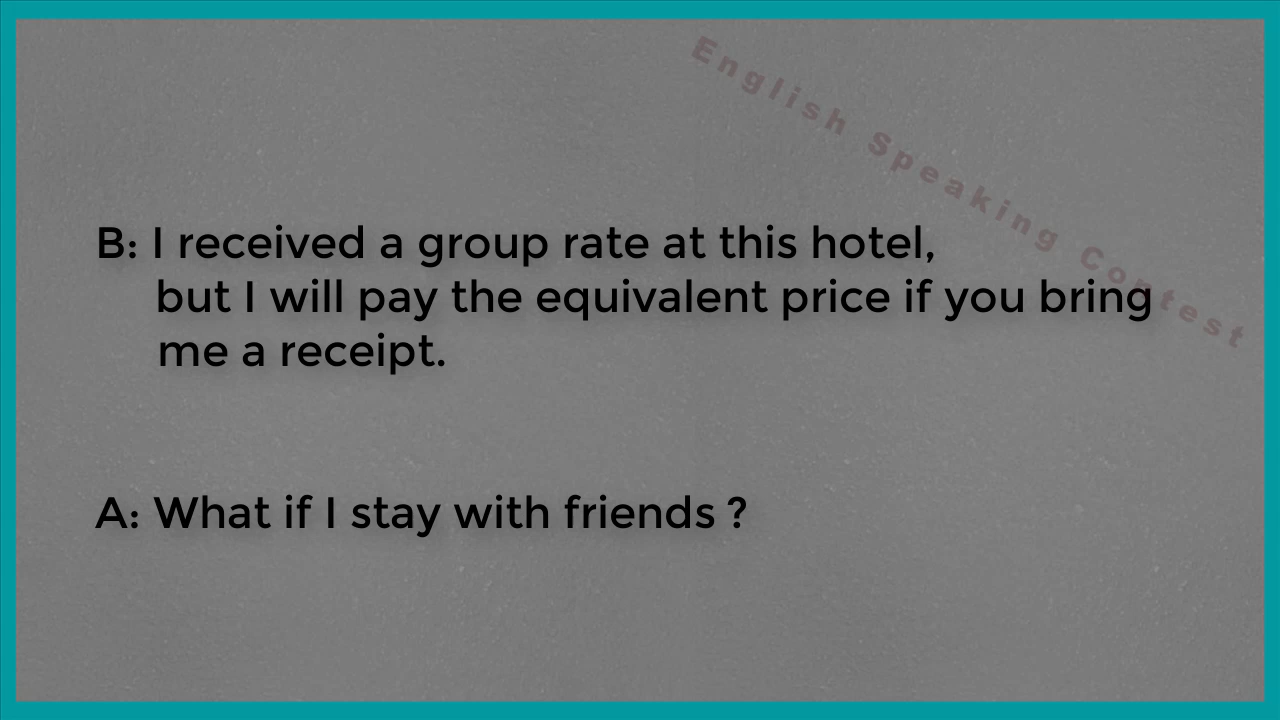 English Speaking Contest
B: I received a group rate at this hotel,
but I will pay the equivalent price if you bring
me a receipt.
A: What if I stay with friends ?